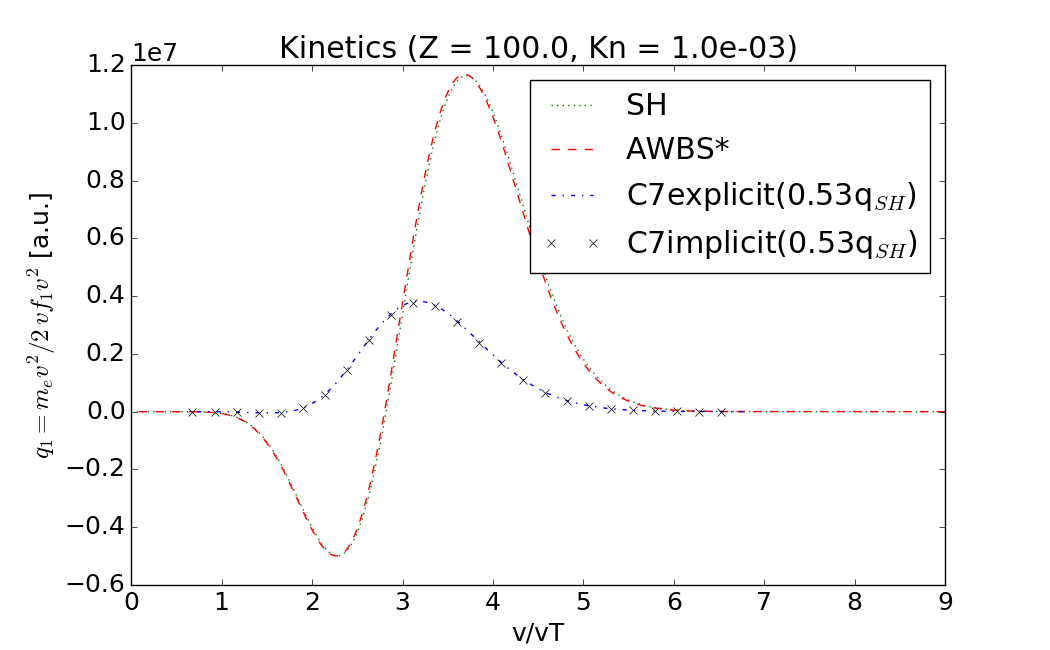 Kinetics (Z = 100.0, Kn = 1.0e-03)
1e7
1.2
1.0
0.8
0.6
0.4
0.2
0.0
−0.2
−0.4
−0.6
q₁ = mₑv²/2 vf₁v² [a.u.]
SH
AWBS*
C7explicit(0.53q_SH)
C7implicit(0.53q_SH)
0 1 2 3 4 5 6 7 8 9
v/vT